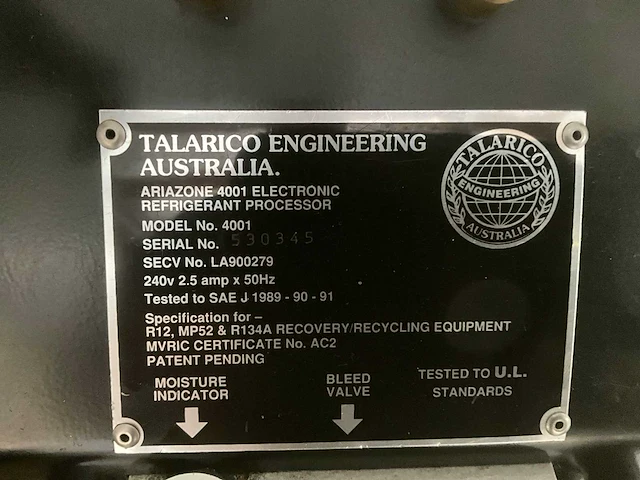 TALARICO ENGINEERING
AUSTRALIA.
ARIAZONE 4001 ELECTRONIC
REFRIGERANT PROCESSOR
MODEL No. 4001
SERIAL No. 530345
SECV No. LA900279
240v 2.5 amp x 50Hz
Tested to SAE J 1989 - 90 - 91
Specification for –
R12, MP52 & R134A RECOVERY/RECYCLING EQUIPMENT
MVRIC CERTIFICATE No. AC2
PATENT PENDING
MOISTURE
INDICATOR
BLEED
VALVE
TESTED TO U.L.
STANDARDS
TALARICO
ENGINEERING
AUSTRALIA